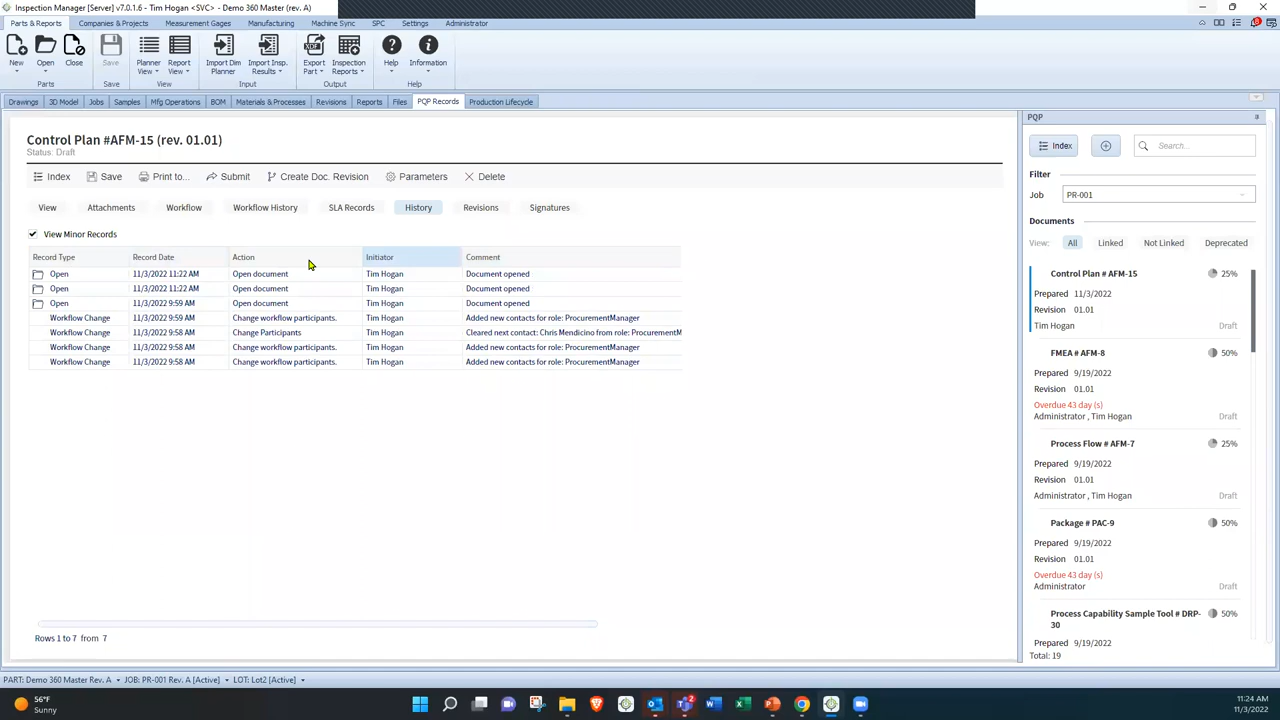 Inspection Manager [Server] v7.0.1.6 - Tim Hogan <SVC> - Demo 360 Master (rev. A)
Parts & Reports Companies & Projects Measurement Gages Manufacturing Machine Sync SPC Settings Administrator
New Open Close Save Planner View Report View Import Dim Planner Import Insp. Results Export Part Inspection Reports Help Information
Parts Save View Input Output Help
Drawings 3D Model Jobs Samples Mfg Operations BOM Materials & Processes Revisions Reports Files PQP Records Production Lifecycle
Control Plan #AFM-15 (rev. 01.01)
Status: Draft
Index Save Print to... Submit Create Doc. Revision Parameters Delete
View Attachments Workflow Workflow History SLA Records History Revisions Signatures
View Minor Records
Record Type Record Date Action Initiator Comment
Open 11/3/2022 11:22 AM Open document Tim Hogan Document opened
Open 11/3/2022 11:22 AM Open document Tim Hogan Document opened
Open 11/3/2022 9:59 AM Open document Tim Hogan Document opened
Workflow Change 11/3/2022 9:59 AM Change workflow participants. Tim Hogan Added new contacts for role: ProcurementManager
Workflow Change 11/3/2022 9:58 AM Change Participants Tim Hogan Cleared next contact: Chris Mendicino from role: ProcurementM
Workflow Change 11/3/2022 9:58 AM Change workflow participants. Tim Hogan Added new contacts for role: ProcurementManager
Workflow Change 11/3/2022 9:58 AM Change workflow participants. Tim Hogan Added new contacts for role: ProcurementManager
Rows 1 to 7 from 7
PQP
Index Search...
Filter
Job PR-001
Documents
View: All Linked Not Linked Deprecated
Control Plan # AFM-15 25%
Prepared 11/3/2022
Revision 01.01
Tim Hogan Draft
FMEA # AFM-8 50%
Prepared 9/19/2022
Revision 01.01
Overdue 43 day (s)
Administrator , Tim Hogan Draft
Process Flow # AFM-7 25%
Prepared 9/19/2022
Revision 01.01
Administrator , Tim Hogan Draft
Package # PAC-9 50%
Prepared 9/19/2022
Revision 01.01
Overdue 43 day (s)
Administrator Draft
Process Capability Sample Tool # DRP-30 50%
Prepared 9/19/2022
Total: 19
PART: Demo 360 Master Rev. A JOB: PR-001 Rev. A [Active] LOT: Lot2 [Active]
56°F
Sunny
2
11:24 AM
11/3/2022